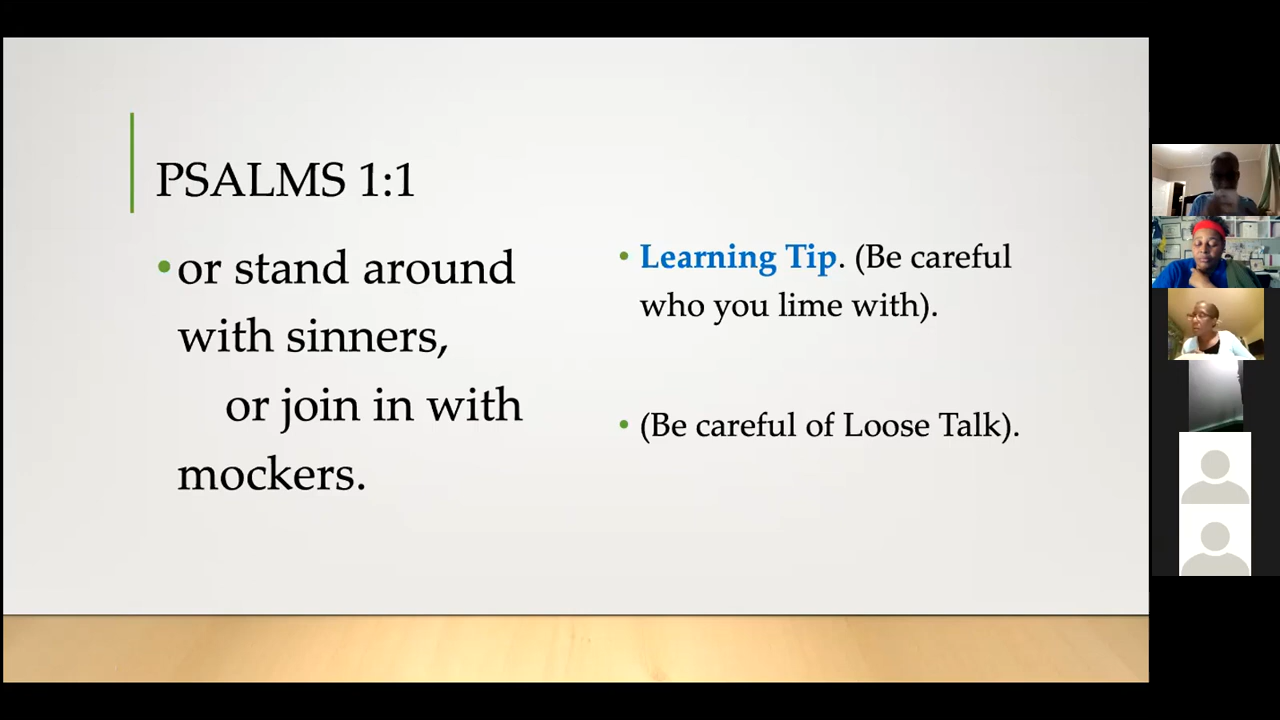 PSALMS 1:1
•or stand around
with sinners,
or join in with
mockers.
• Learning Tip. (Be careful
who you lime with).
• (Be careful of Loose Talk).